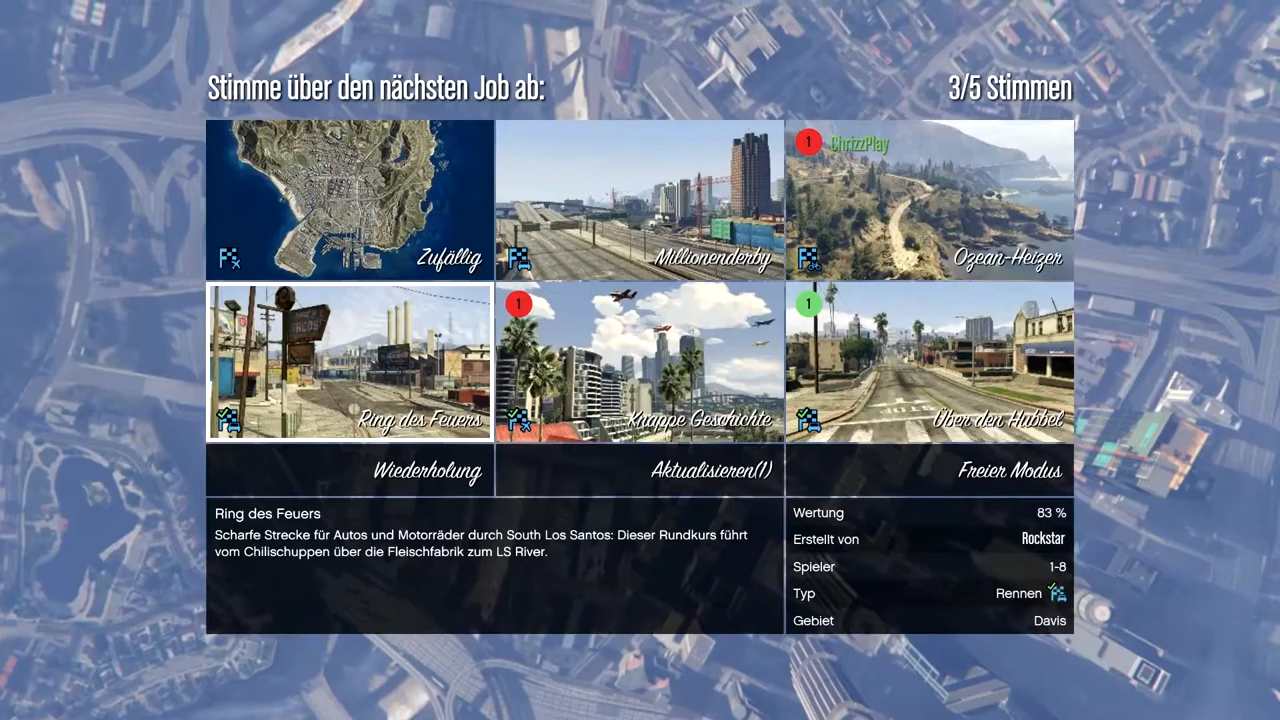 Stimme über den nächsten Job ab:
3/5 Stimmen
Zufällig
Millionenderby
1 ChrizzPlay
Ozean-Heizer
TACOS
Ring des Feuers
1
Knappe Geschichte
1
STOP
Über den Hubbel
Wiederholung
Aktualisieren(1)
Freier Modus
Ring des Feuers
Scharfe Strecke für Autos und Motorräder durch South Los Santos: Dieser Rundkurs führt
vom Chilischuppen über die Fleischfabrik zum LS River.
Wertung 83 %
Erstellt von Rockstar
Spieler 1-8
Typ Rennen
Gebiet Davis